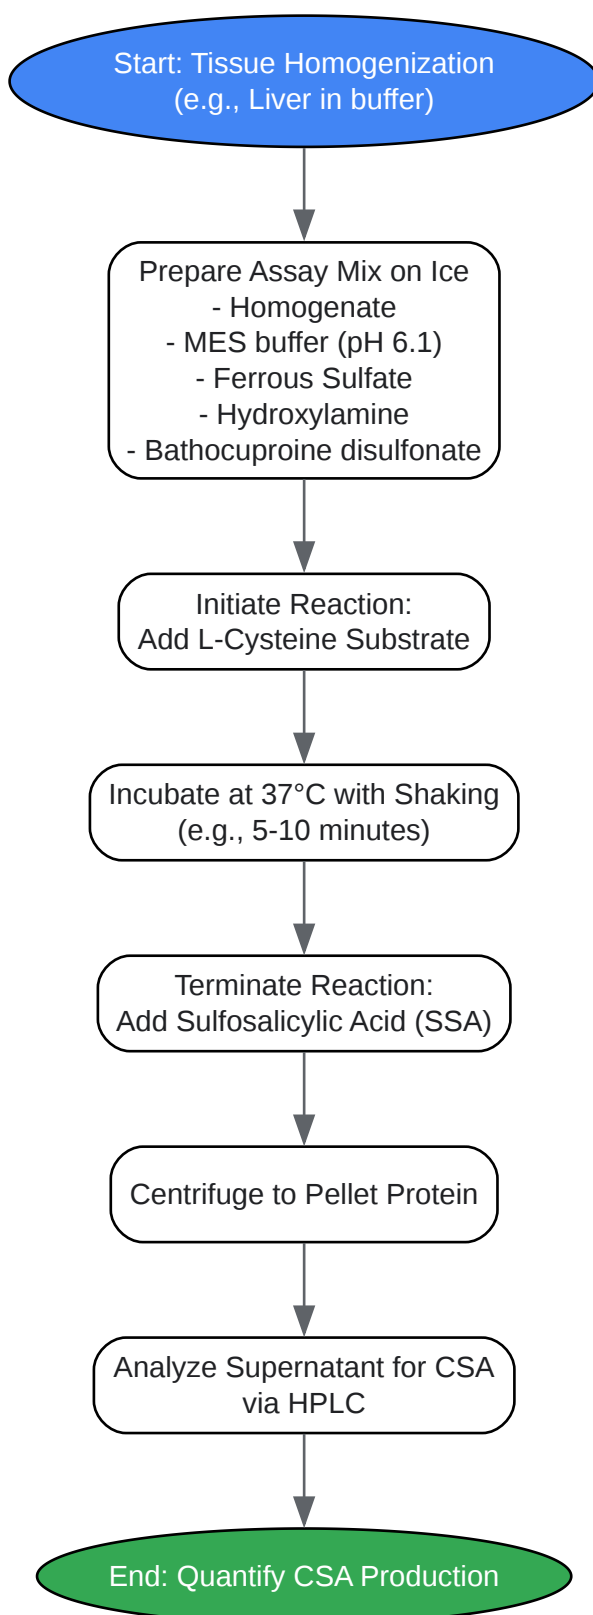 Start: Tissue Homogenization
(e.g., Liver in buffer)
Prepare Assay Mix on Ice
- Homogenate
- MES buffer (pH 6.1)
- Ferrous Sulfate
- Hydroxylamine
- Bathocuproine disulfonate
Initiate Reaction:
Add L-Cysteine Substrate
Incubate at 37°C with Shaking
(e.g., 5-10 minutes)
Terminate Reaction:
Add Sulfosalicylic Acid (SSA)
Centrifuge to Pellet Protein
Analyze Supernatant for CSA
via HPLC
End: Quantify CSA Production